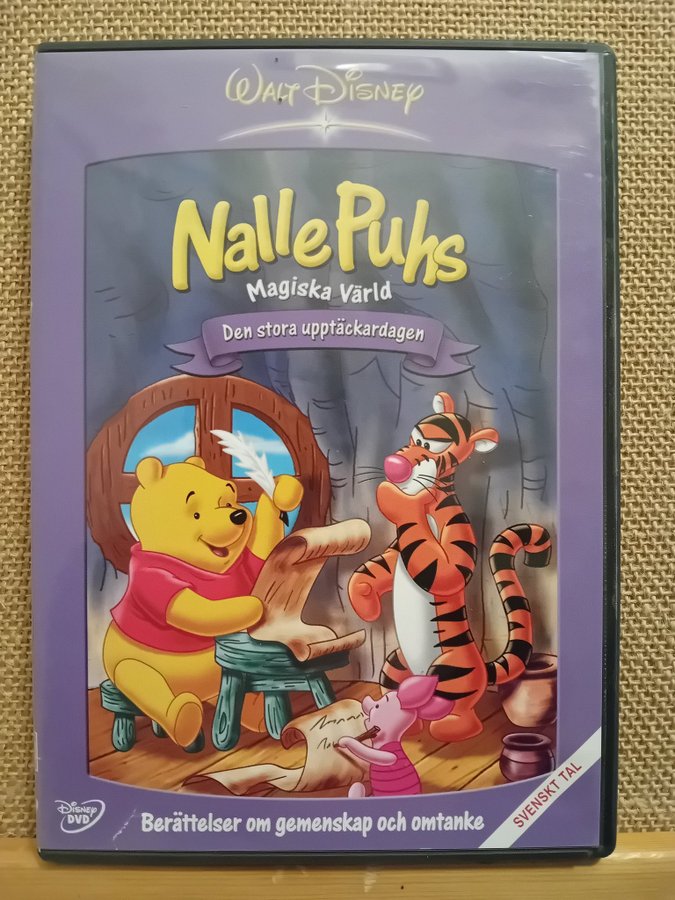 Walt Disney
Nalle Puhs
Magiska Värld
Den stora upptäckardagen
Disney
DVD
Berättelser om gemenskap och omtanke
SVENSKT TAL